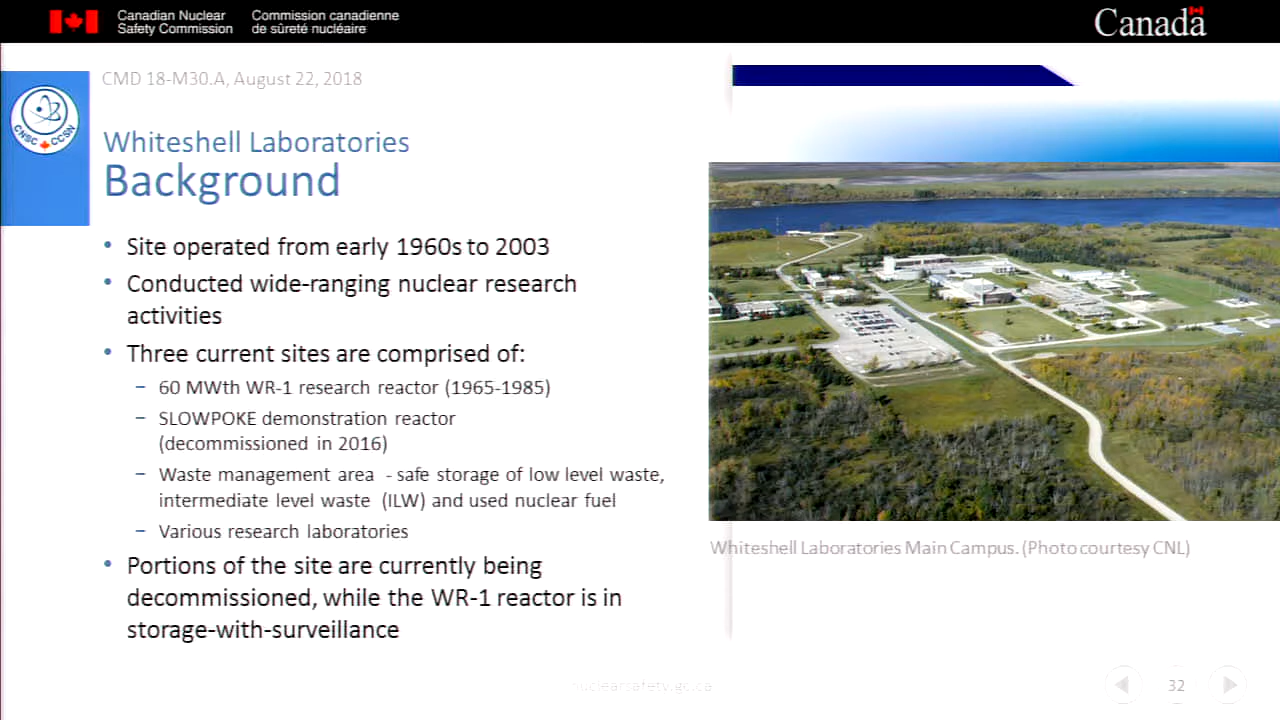 Canadian Nuclear
Safety Commission
Commission canadienne
de sûreté nucléaire
Canada
CMD 18-M30.A, August 22, 2018
CNSC CCSN
Whiteshell Laboratories
Background
• Site operated from early 1960s to 2003
• Conducted wide-ranging nuclear research
activities
• Three current sites are comprised of:
– 60 MWth WR-1 research reactor (1965-1985)
– SLOWPOKE demonstration reactor
(decommissioned in 2016)
– Waste management area - safe storage of low level waste,
intermediate level waste (ILW) and used nuclear fuel
– Various research laboratories
• Portions of the site are currently being
decommissioned, while the WR-1 reactor is in
storage-with-surveillance
Whiteshell Laboratories Main Campus. (Photo courtesy CNL)
nuclearsafety.gc.ca
32